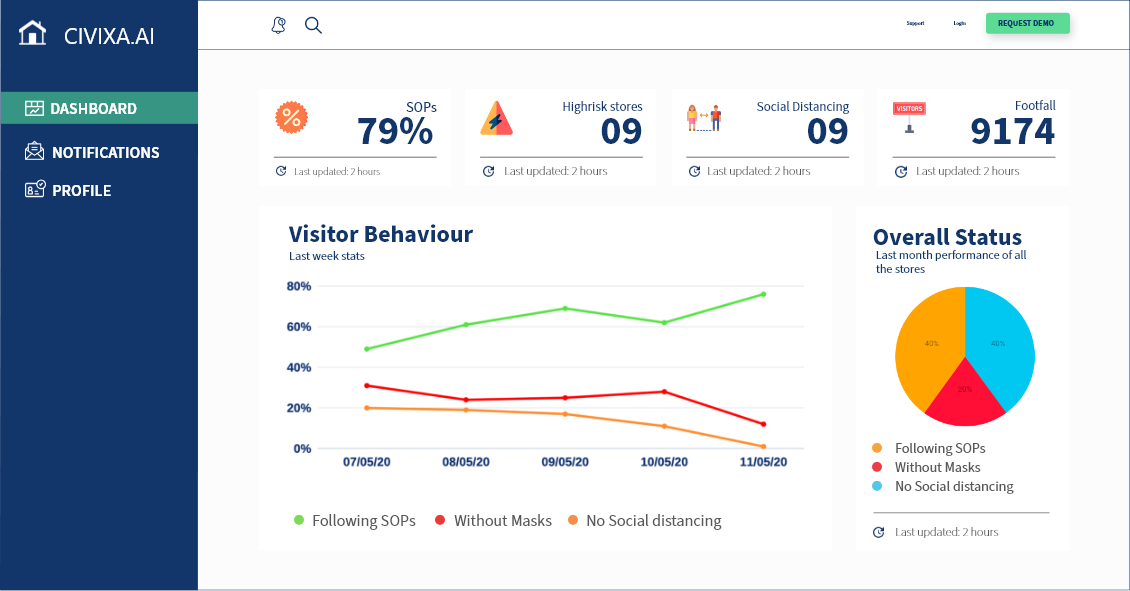 CIVIXA.AI
Support
Login
REQUEST DEMO
DASHBOARD
NOTIFICATIONS
PROFILE
SOPs
79%
Last updated: 2 hours
Highrisk stores
09
Last updated: 2 hours
Social Distancing
09
Last updated: 2 hours
VISITORS
Footfall
9174
Last updated: 2 hours
Visitor Behaviour
Last week stats
80%
60%
40%
20%
0%
07/05/20 08/05/20 09/05/20 10/05/20 11/05/20
Following SOPs Without Masks No Social distancing
Overall Status
Last month performance of all
the stores
40% 40%
20%
Following SOPs
Without Masks
No Social distancing
Last updated: 2 hours